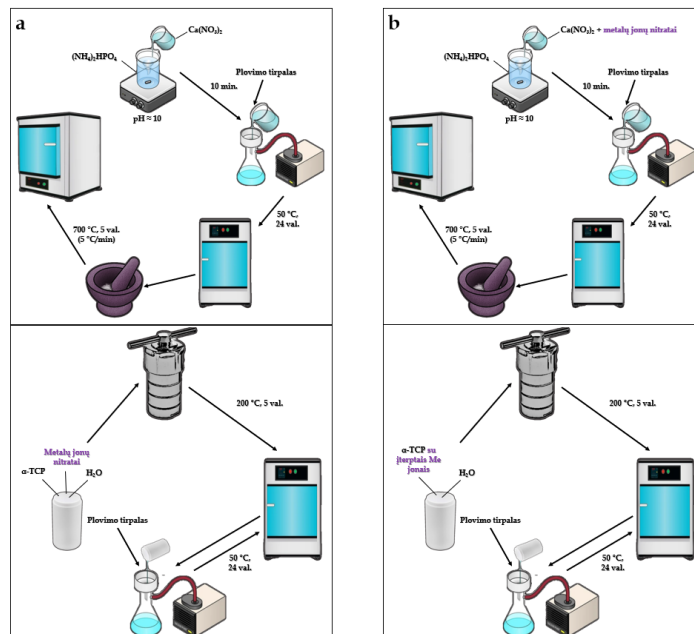 a
Ca(NO₃)₂
(NH₄)₂HPO₄
Plovimo tirpalas
10 min.
pH ≈ 10
50 °C,
24 val.
700 °C, 5 val.
(5 °C/min)
200 °C, 5 val.
Metalų jonų
nitratai
α-TCP
H₂O
Plovimo tirpalas
50 °C,
24 val.
b
Ca(NO₃)₂ + metalų jonų nitratai
(NH₄)₂HPO₄
Plovimo tirpalas
10 min.
pH ≈ 10
50 °C,
24 val.
700 °C, 5 val.
(5 °C/min)
200 °C, 5 val.
α-TCP su
įterptais Me
jonais
H₂O
Plovimo tirpalas
50 °C,
24 val.